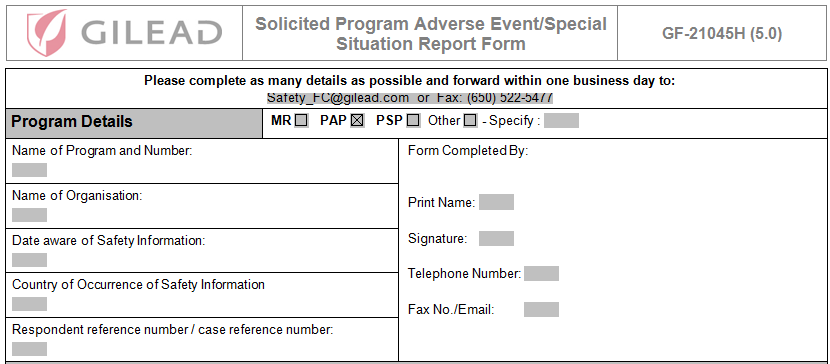 GILEAD
Solicited Program Adverse Event/Special
Situation Report Form
GF-21045H (5.0)
Please complete as many details as possible and forward within one business day to:
Safety_FC@gilead.com or Fax: (650) 522-5477
Program Details
MR ☐ PAP ☒ PSP ☐ Other ☐ - Specify :
Name of Program and Number:
Form Completed By:
Name of Organisation:
Print Name:
Date aware of Safety Information:
Signature:
Telephone Number:
Country of Occurrence of Safety Information
Fax No./Email:
Respondent reference number / case reference number: